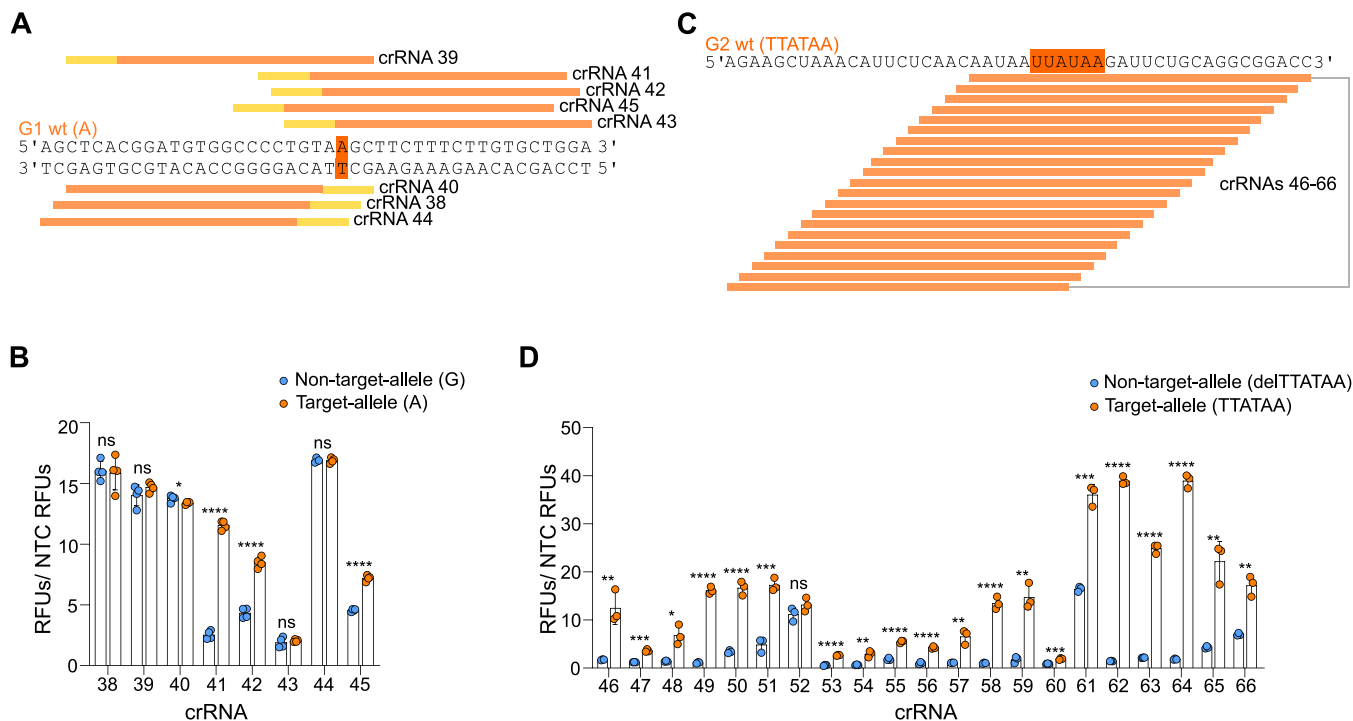 A
crRNA 39
crRNA 41
crRNA 42
crRNA 45
crRNA 43
G1 wt (A)
5'AGCTCACGGATGTGGCCCCTGTAAGCTTCTTTCTTGTGCTGGA 3'
3'TCGAGTGCGTACACCGGGGACATTCGAAGAAAGAACACGACCT 5'
crRNA 40
crRNA 38
crRNA 44
C
G2 wt (TTATAA)
5'AGAAGCUAAACAUUCUCAACAAUAAUUAUAAGAUUCUGCAGGCGGACC3'
crRNAs 46-66
B
Non-target-allele (G)
Target-allele (A)
RFUs/ NTC RFUs
20
15
10
5
0
ns
ns
*
****
****
ns
ns
****
38 39 40 41 42 43 44 45
crRNA
D
Non-target-allele (delTTATAA)
Target-allele (TTATAA)
RFUs/ NTC RFUs
50
40
30
20
10
0
**
***
*
****
****
***
ns
****
**
****
****
**
****
**
***
***
****
****
****
**
**
46 47 48 49 50 51 52 53 54 55 56 57 58 59 60 61 62 63 64 65 66
crRNA